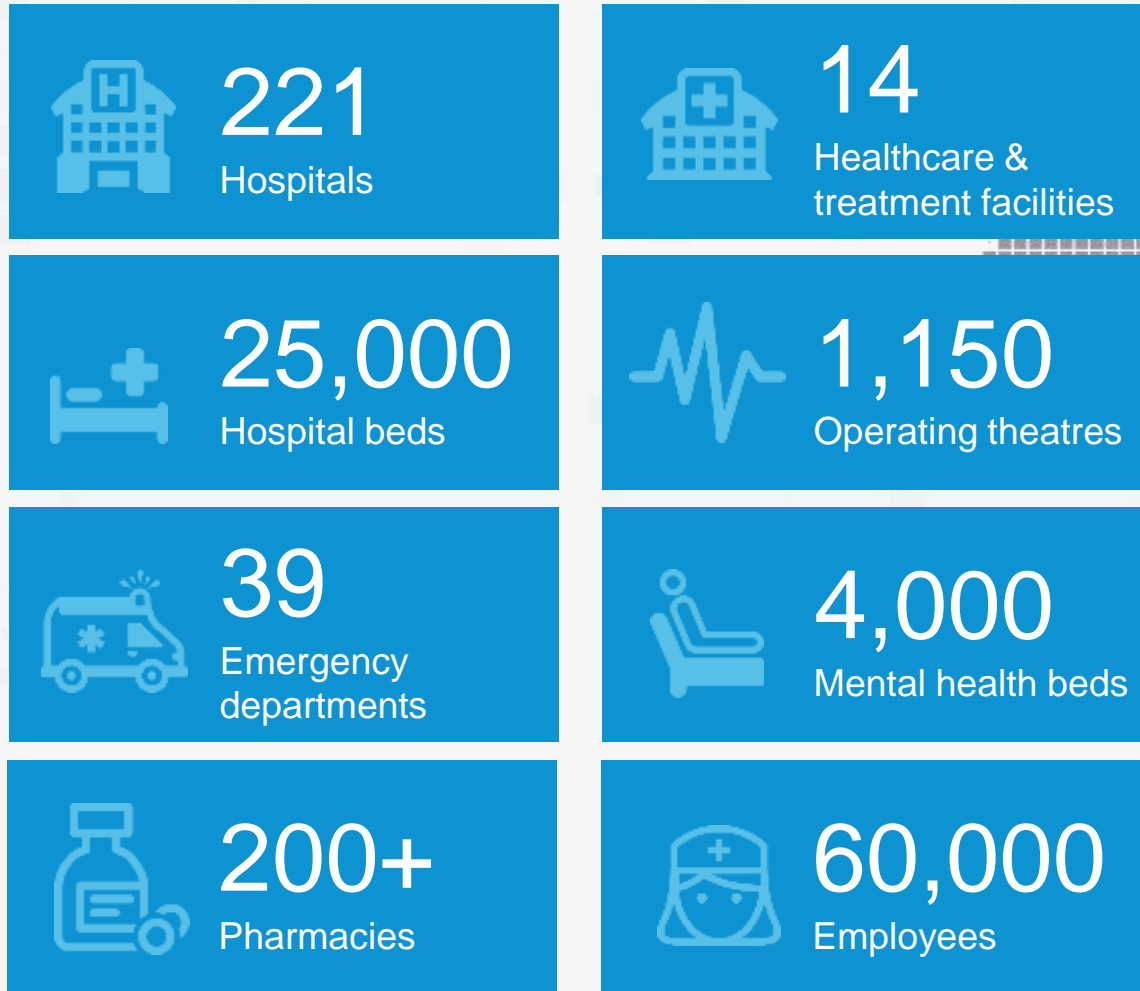 221
Hospitals
14
Healthcare &
treatment facilities
25,000
Hospital beds
1,150
Operating theatres
39
Emergency
departments
4,000
Mental health beds
200+
Pharmacies
60,000
Employees